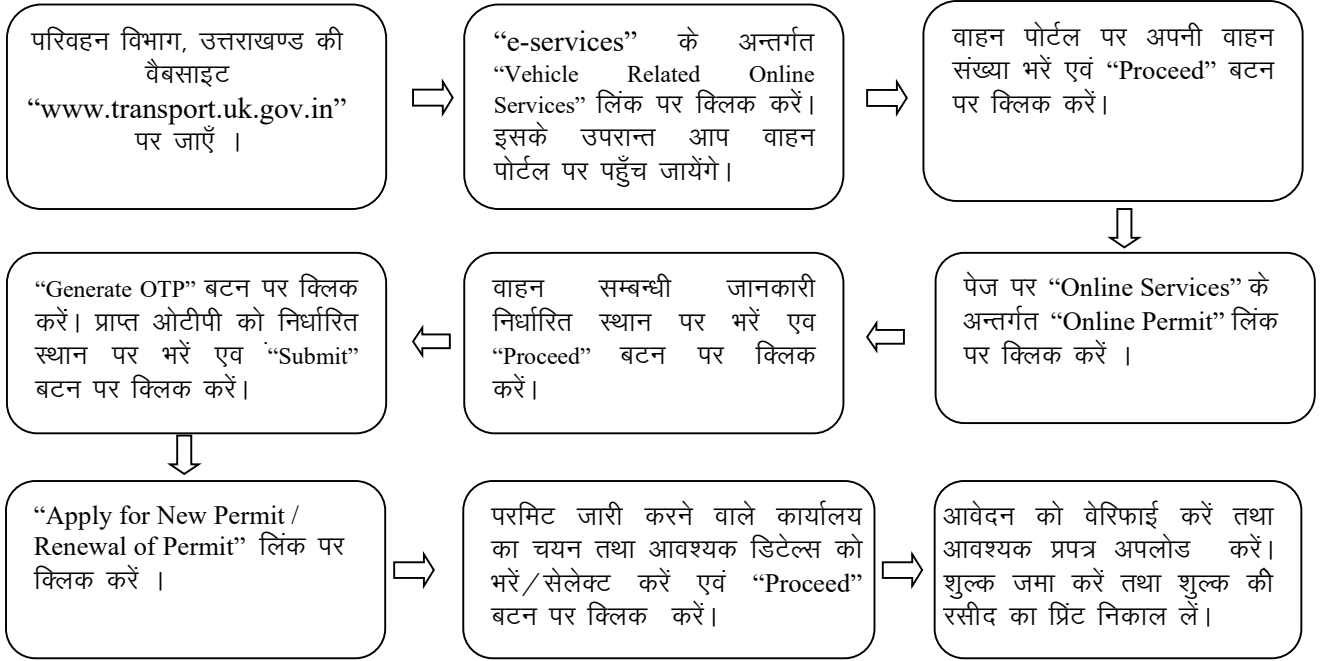 परिवहन विभाग, उत्तराखण्ड की
वैबसाइट
“www.transport.uk.gov.in”
पर जाएँ ।
“e-services” के अन्तर्गत
“Vehicle Related Online
Services” लिंक पर क्लिक करें।
इसके उपरान्त आप वाहन
पोर्टल पर पहुँच जायेंगे।
वाहन पोर्टल पर अपनी वाहन
संख्या भरें एवं “Proceed” बटन
पर क्लिक करें।
पेज पर “Online Services” के
अन्तर्गत “Online Permit” लिंक
पर क्लिक करें ।
वाहन सम्बन्धी जानकारी
निर्धारित स्थान पर भरें एव
“Proceed” बटन पर क्लिक
करें।
“Generate OTP” बटन पर क्लिक
करें। प्राप्त ओटीपी को निर्धारित
स्थान पर भरें एव “Submit”
बटन पर क्लिक करें।
“Apply for New Permit /
Renewal of Permit” लिंक पर
क्लिक करें ।
परमिट जारी करने वाले कार्यालय
का चयन तथा आवश्यक डिटेल्स को
भरें/सेलेक्ट करें एवं “Proceed”
बटन पर क्लिक करें।
आवेदन को वेरिफाई करें तथा
आवश्यक प्रपत्र अपलोड करें।
शुल्क जमा करें तथा शुल्क की
रसीद का प्रिंट निकाल लें।